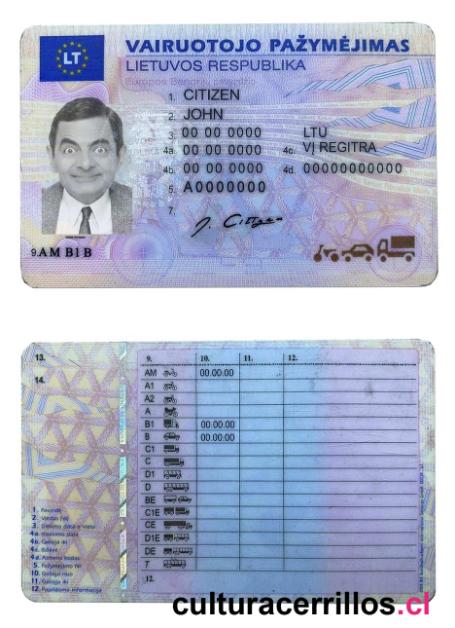 LT
VAIRUOTOJO PAŽYMĖJIMAS
LIETUVOS RESPUBLIKA
1. CITIZEN
2. JOHN
3. 00 00 0000 LTU
4a. 00 00 0000 4c. VĮ REGITRA
4b. 00 00 0000 4d. 00000000000
5. A0000000
7.
J. Citizen
9.AM B1 B
13.
14.
9. 10. 11. 12.
AM 00.00.00
A1
A2
A
B1 00.00.00
B 00.00.00
C1
C
D1
D
BE
C1E
CE
D1E
DE
T
12.
1. Pavardė
2. Vardas (ai)
3. Gimimo data ir vieta
4a. Išdavimo data
4b. Galioja iki
4c. Išdavė
4d. Asmens kodas
5. Pažymėjimo Nr.
10. Galioja nuo
11. Galioja iki
12. Papildoma informacija
culturacerrillos.cl